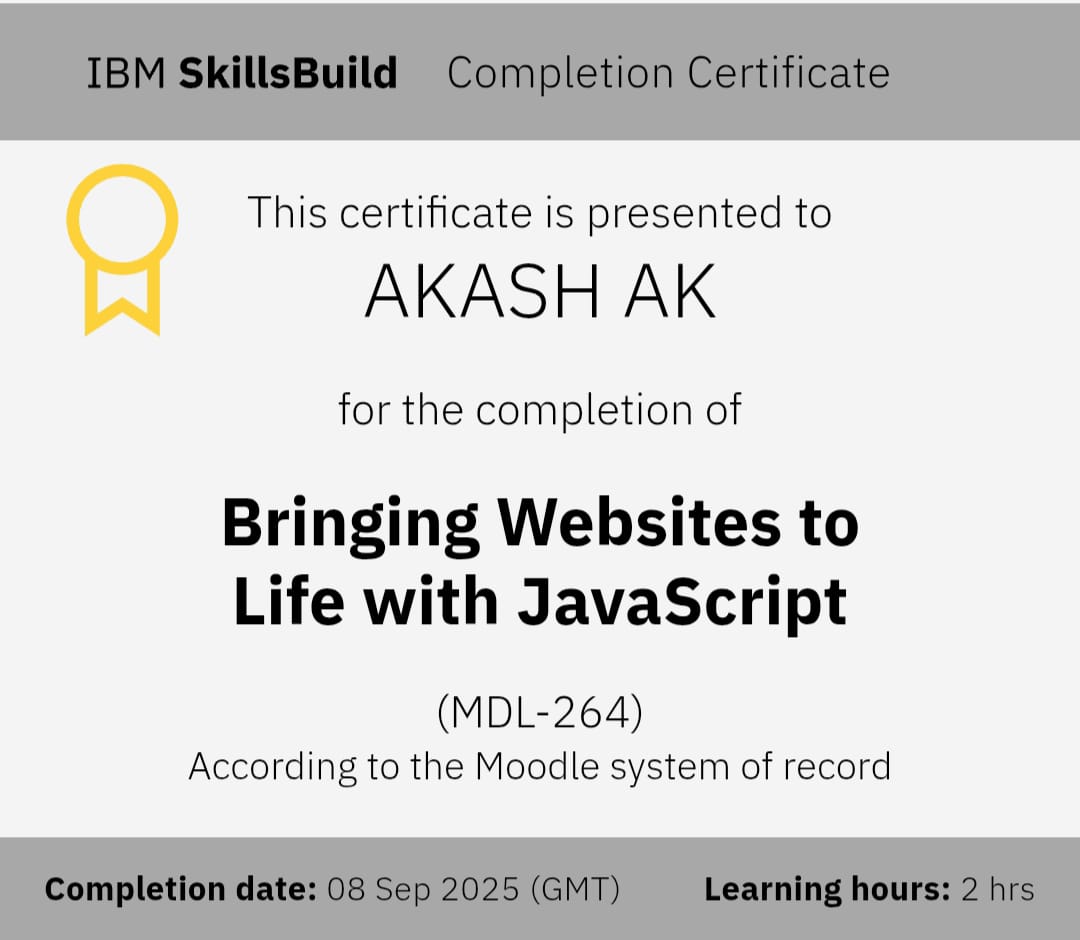 IBM SkillsBuild Completion Certificate
This certificate is presented to
AKASH AK
for the completion of
Bringing Websites to
Life with JavaScript
(MDL-264)
According to the Moodle system of record
Completion date: 08 Sep 2025 (GMT) Learning hours: 2 hrs